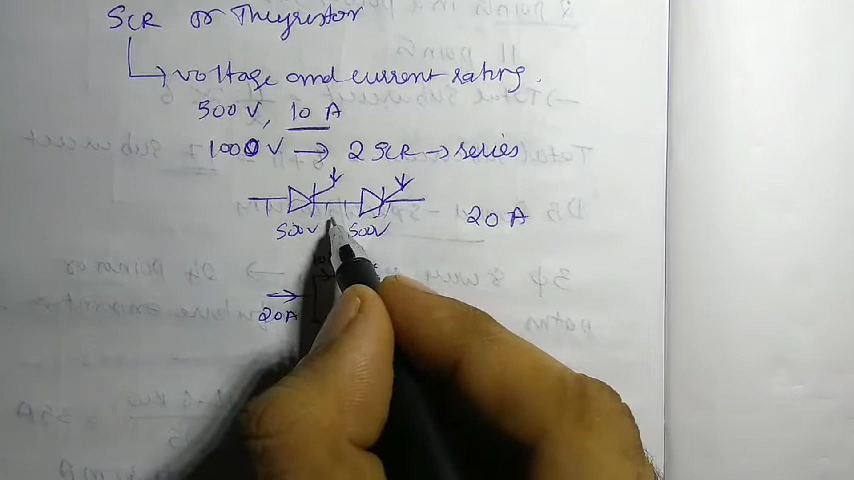 SCR or Thyristor
→ voltage and current rating.
500 V, 10 A
1000 V → 2 SCR → series
500V 500V 20 A
20A